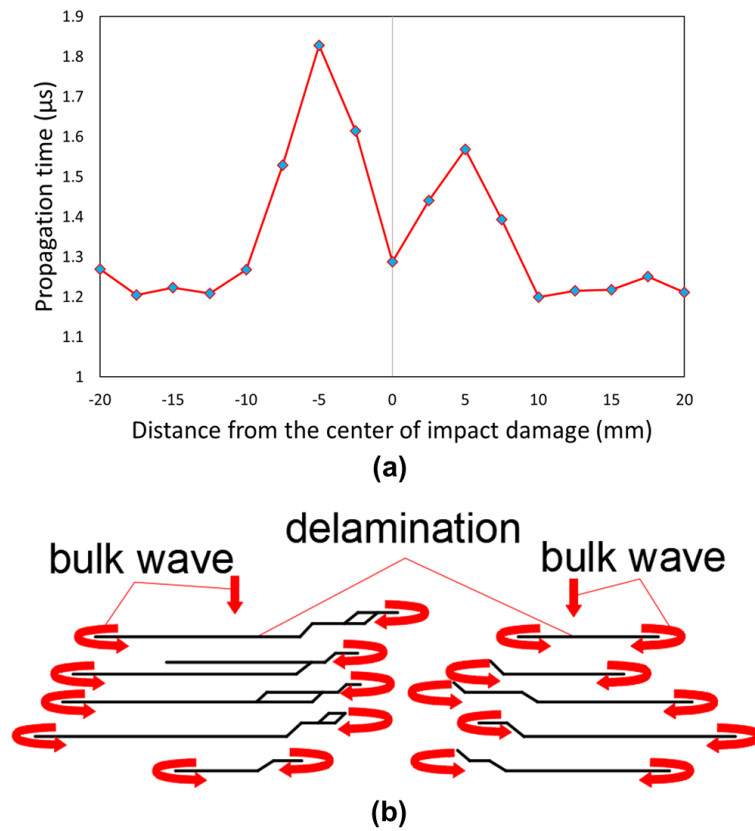 1.9
1.8
1.7
1.6
1.5
1.4
1.3
1.2
1.1
1
Propagation time (μs)
-20 -15 -10 -5 0 5 10 15 20
Distance from the center of impact damage (mm)
(a)
delamination
bulk wave bulk wave
(b)